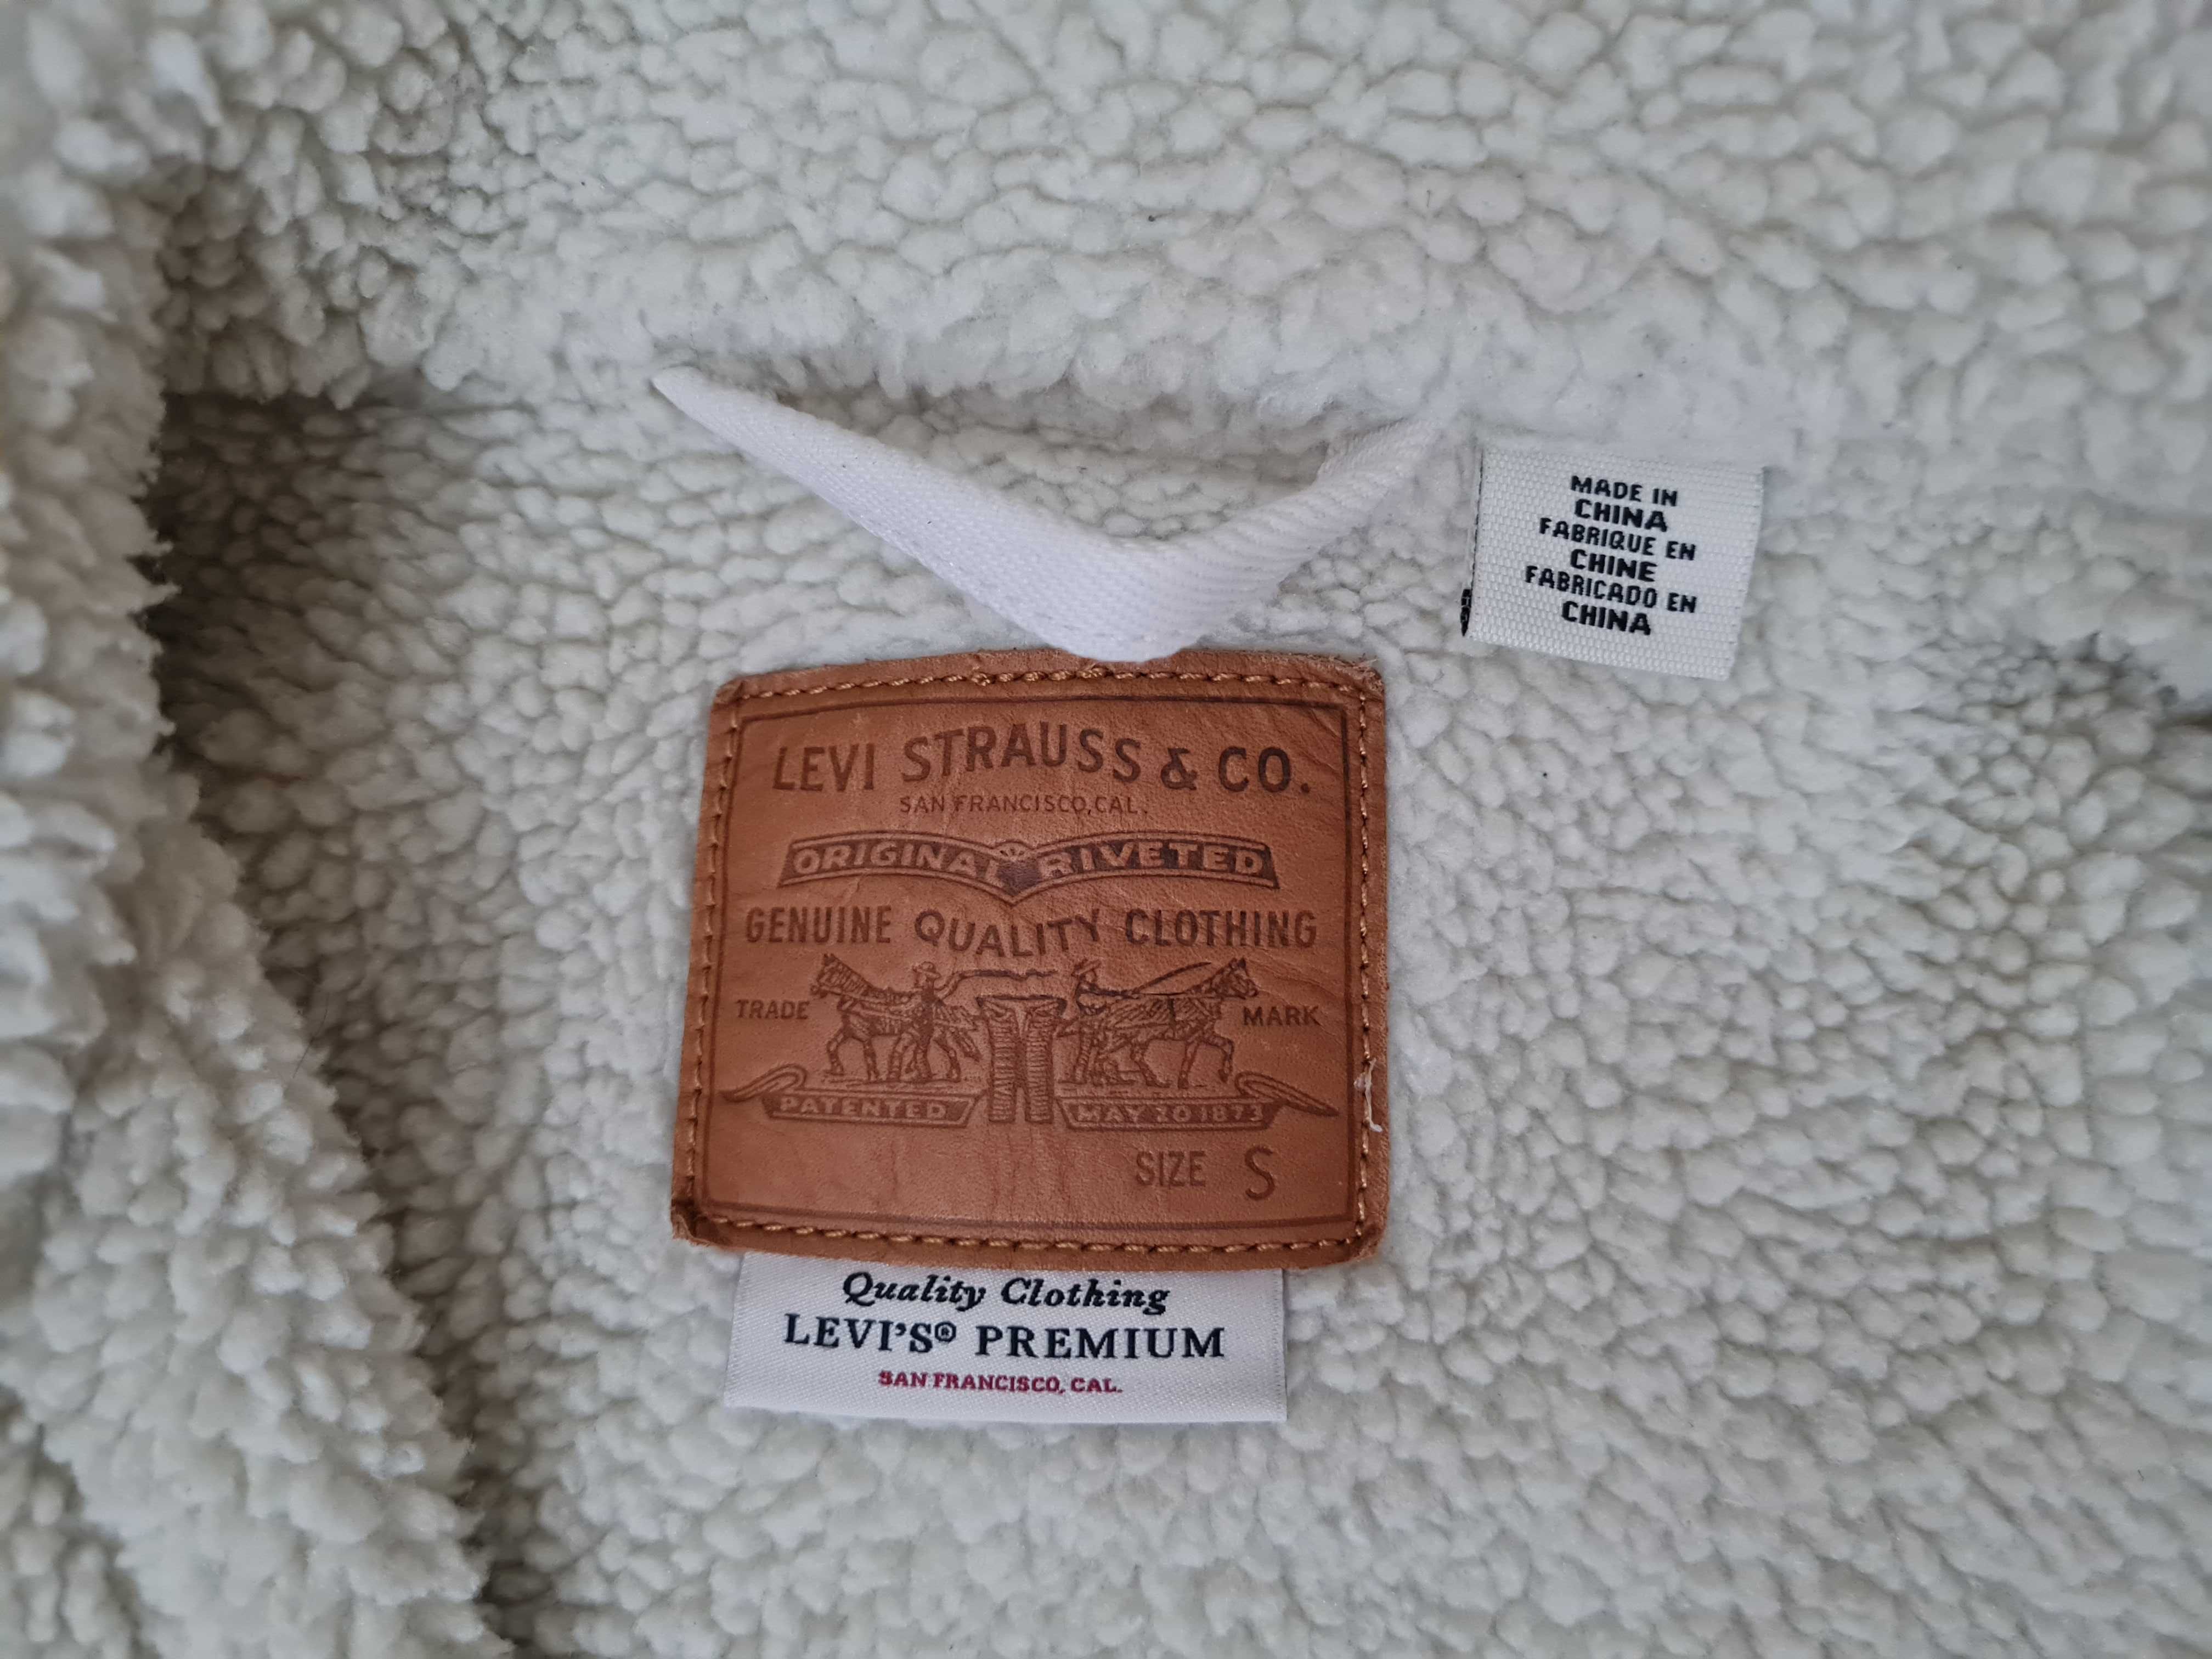 MADE IN
CHINA
FABRIQUE EN
CHINE
FABRICADO EN
CHINA
LEVI STRAUSS & CO.
SAN FRANCISCO, CAL.
ORIGINAL RIVETED
GENUINE QUALITY CLOTHING
TRADE MARK
PATENTED MAY 20 1873
SIZE S
Quality Clothing
LEVI'S® PREMIUM
SAN FRANCISCO, CAL.